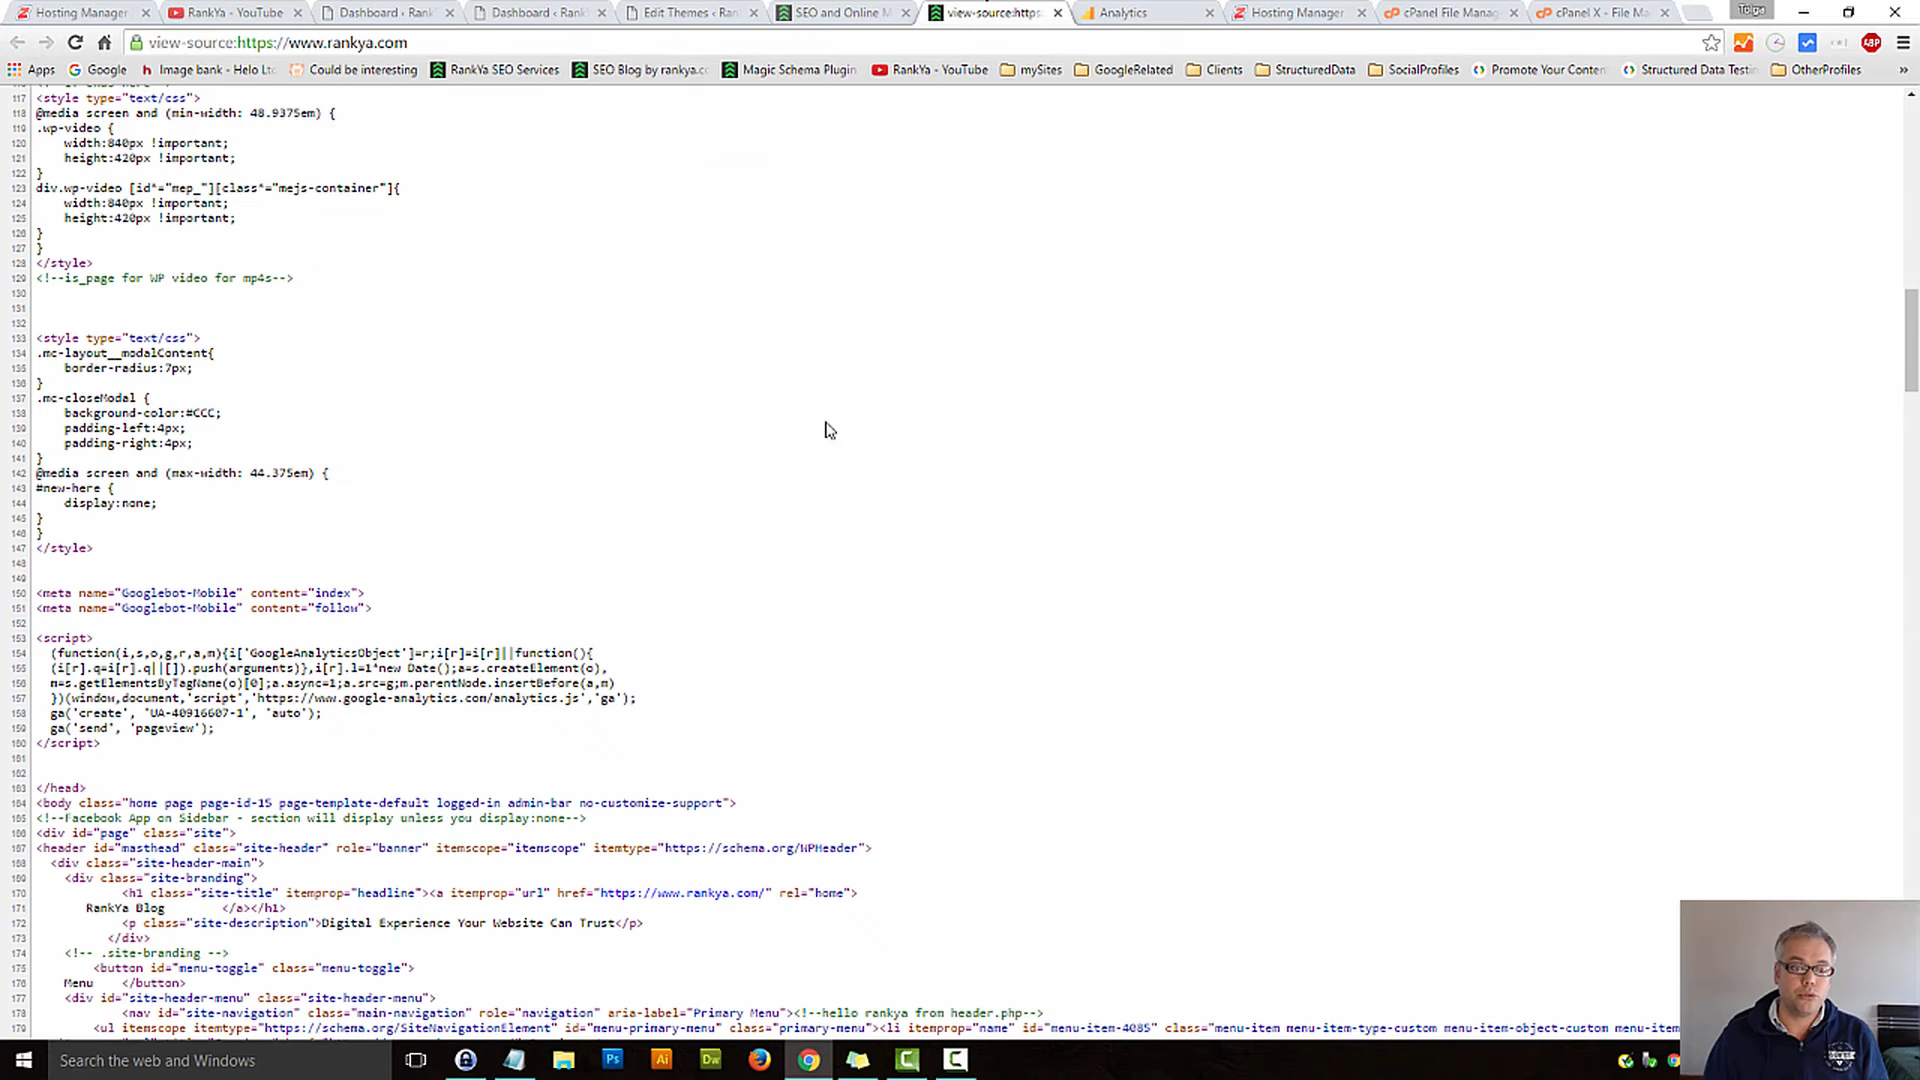 Hosting Manager
RankYa - YouTube
Dashboard ‹ Rank
Dashboard ‹ Rank
Edit Themes ‹ Ran
SEO and Online M
view-source:https
Analytics
Hosting Manager
cPanel File Manag
cPanel X - File Ma
Tolga
view-source:https://www.rankya.com
Apps
Google
Image bank - Helo Lt
Could be interesting
RankYa SEO Services
SEO Blog by rankya.c
Magic Schema Plugin
RankYa - YouTube
mySites
GoogleRelated
Clients
StructuredData
SocialProfiles
Promote Your Conten
Structured Data Testi
OtherProfiles
»
117 <style type="text/css">
118 @media screen and (min-width: 48.9375em) {
119 .wp-video {
120 width:840px !important;
121 height:420px !important;
122 }
123 div.wp-video [id*="mep_"][class*="mejs-container"]{
124 width:840px !important;
125 height:420px !important;
126 }
127 }
128 </style>
129 <!--is_page for WP video for mp4s-->
130
131
132
133 <style type="text/css">
134 .mc-layout__modalContent{
135 border-radius:7px;
136 }
137 .mc-closeModal {
138 background-color:#CCC;
139 padding-left:4px;
140 padding-right:4px;
141 }
142 @media screen and (max-width: 44.375em) {
143 #new-here {
144 display:none;
145 }
146 }
147 </style>
148
149
150 <meta name="Googlebot-Mobile" content="index">
151 <meta name="Googlebot-Mobile" content="follow">
152
153 <script>
154 (function(i,s,o,g,r,a,m){i['GoogleAnalyticsObject']=r;i[r]=i[r]||function(){
155 (i[r].q=i[r].q||[]).push(arguments)},i[r].l=1*new Date();a=s.createElement(o),
156 m=s.getElementsByTagName(o)[0];a.async=1;a.src=g;m.parentNode.insertBefore(a,m)
157 })(window,document,'script','https://www.google-analytics.com/analytics.js','ga');
158 ga('create', 'UA-40916607-1', 'auto');
159 ga('send', 'pageview');
160 </script>
161
162
163 </head>
164 <body class="home page page-id-15 page-template-default logged-in admin-bar no-customize-support">
165 <!--Facebook App on Sidebar - section will display unless you display:none-->
166 <div id="page" class="site">
167 <header id="masthead" class="site-header" role="banner" itemscope="itemscope" itemtype="https://schema.org/WPHeader">
168 <div class="site-header-main">
169 <div class="site-branding">
170 <h1 class="site-title" itemprop="headline"><a itemprop="url" href="https://www.rankya.com/" rel="home">
171 RankYa Blog </a></h1>
172 <p class="site-description">Digital Experience Your Website Can Trust</p>
173 </div>
174 <!-- .site-branding -->
175 <button id="menu-toggle" class="menu-toggle">
176 Menu </button>
177 <div id="site-header-menu" class="site-header-menu">
178 <nav id="site-navigation" class="main-navigation" role="navigation" aria-label="Primary Menu"><!--hello rankya from header.php-->
179 <ul itemscope itemtype="https://schema.org/SiteNavigationElement" id="menu-primary-menu" class="primary-menu"><li itemprop="name" id="menu-item-4085" class="menu-item menu-item-type-custom menu-item-object-custom menu-item
Search the web and Windows
Ps
Ai
Dw